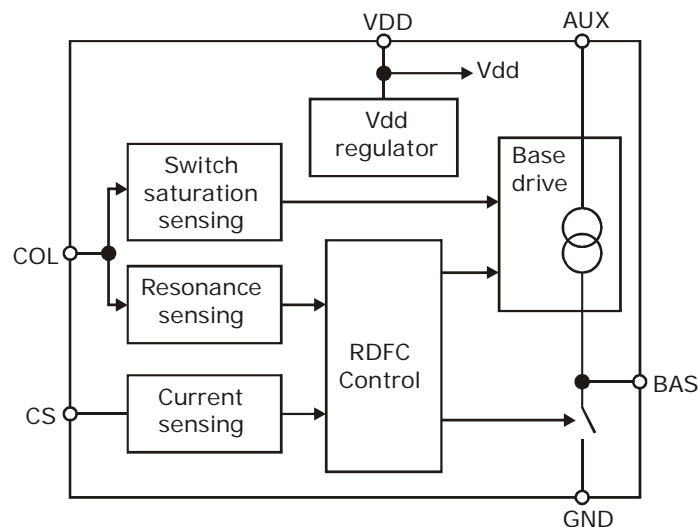 VDD
AUX
Vdd
Vdd
regulator
Switch
saturation
sensing
Base
drive
COL
Resonance
sensing
RDFC
Control
CS
Current
sensing
BAS
GND